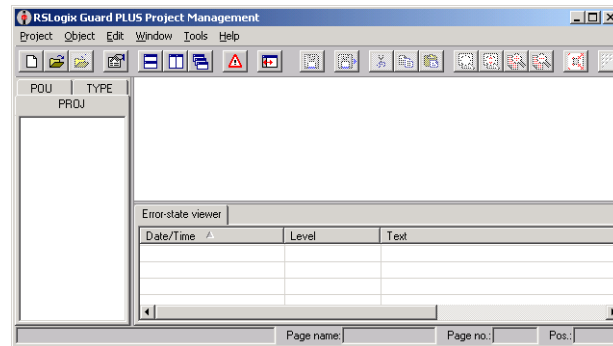 RSLogix Guard PLUS Project Management
Project Object Edit Window Tools Help
POU TYPE
PROJ
Error-state viewer
Date/Time Level Text
Page name: Page no.: Pos.: